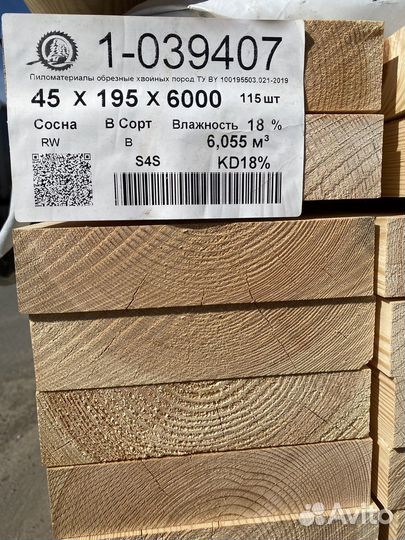 1-039407
Пиломатериалы обрезные хвойных пород ТУ BY 100195503.021-2019
45 x 195 x 6000 115 шт
Сосна В Сорт Влажность 18 %
RW B 6,055 м³
S4S KD18%
Avito